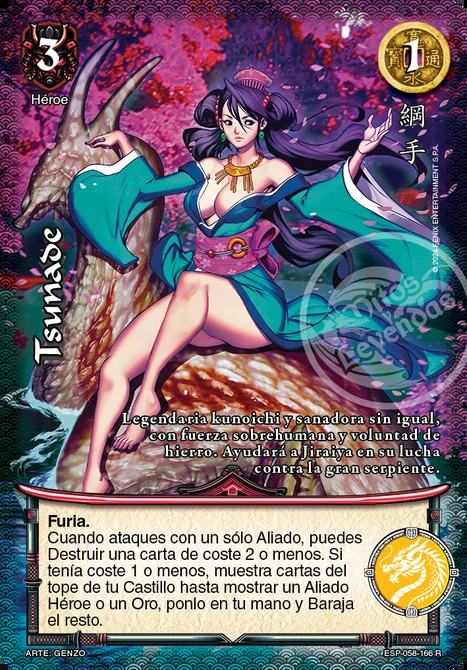 3
Héroe
1
綱手
© 2024 FENIX ENTERTAINMENT S.P.A.
Tsunade
Mitos
Leyendas
Legendaria kunoichi y sanadora sin igual,
con fuerza sobrehumana y voluntad de
hierro. Ayudará a Jiraiya en su lucha
contra la gran serpiente.
Furia.
Cuando ataques con un sólo Aliado, puedes
Destruir una carta de coste 2 o menos. Si
tenía coste 1 o menos, muestra cartas del
tope de tu Castillo hasta mostrar un Aliado
Héroe o un Oro, ponlo en tu mano y Baraja
el resto.
ARTE: GENZO
ESP-058-166 R